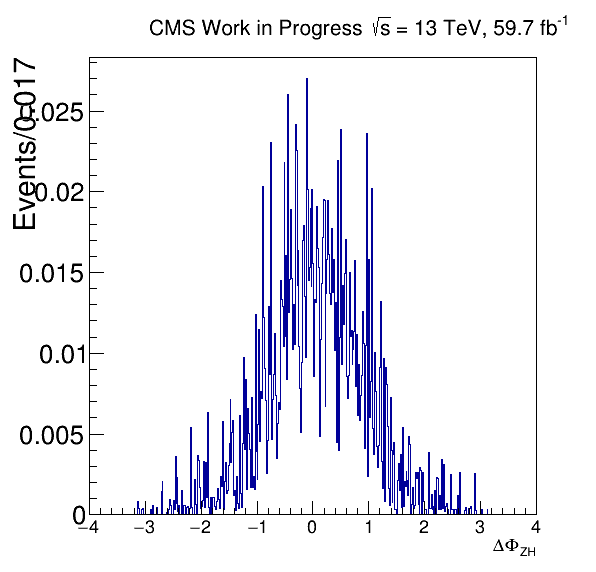 CMS Work in Progress √s = 13 TeV, 59.7 fb⁻¹
Events/0.017
0.025
0.02
0.015
0.01
0.005
0
−4 −3 −2 −1 0 1 2 3 4
ΔΦ_ZH